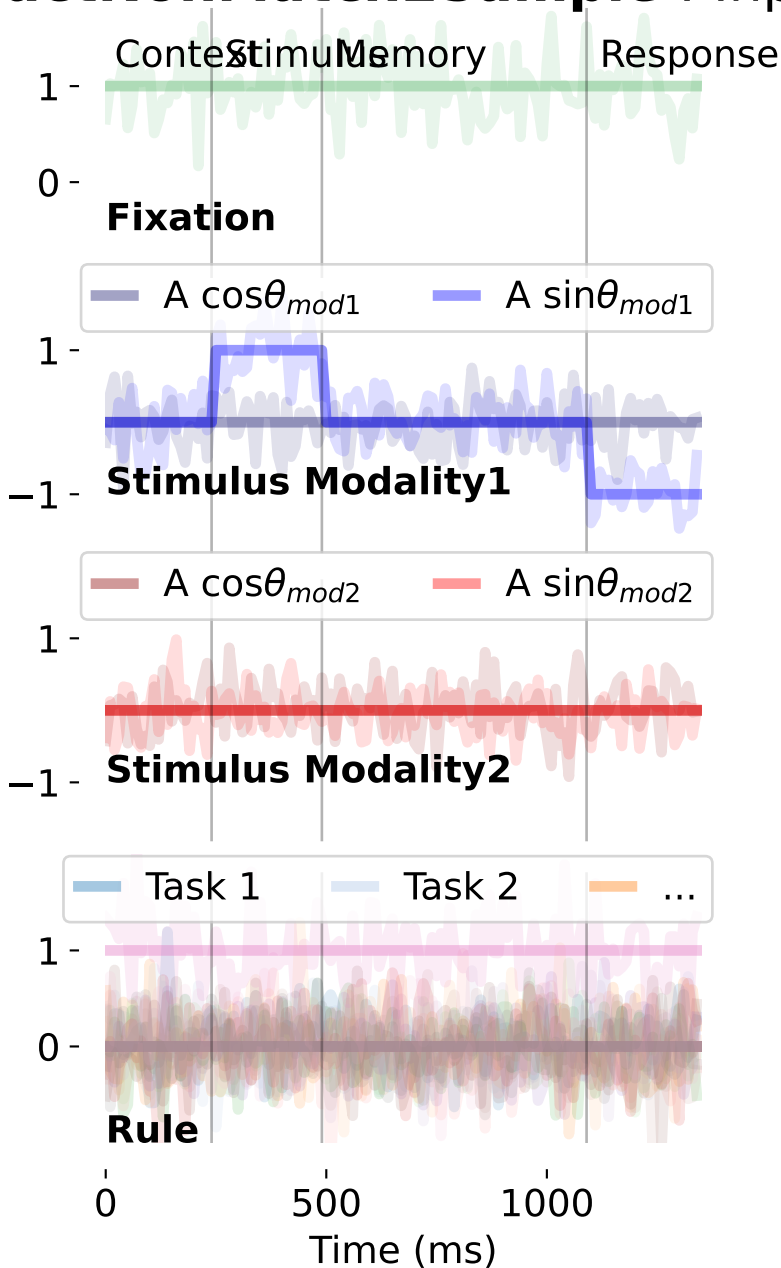 Context Stimulus Memory Response
1
0
Fixation
A cosθmod1 A sinθmod1
1
−1
Stimulus Modality1
A cosθmod2 A sinθmod2
1
−1
Stimulus Modality2
Task 1 Task 2 ...
1
0
Rule
0 500 1000
Time (ms)